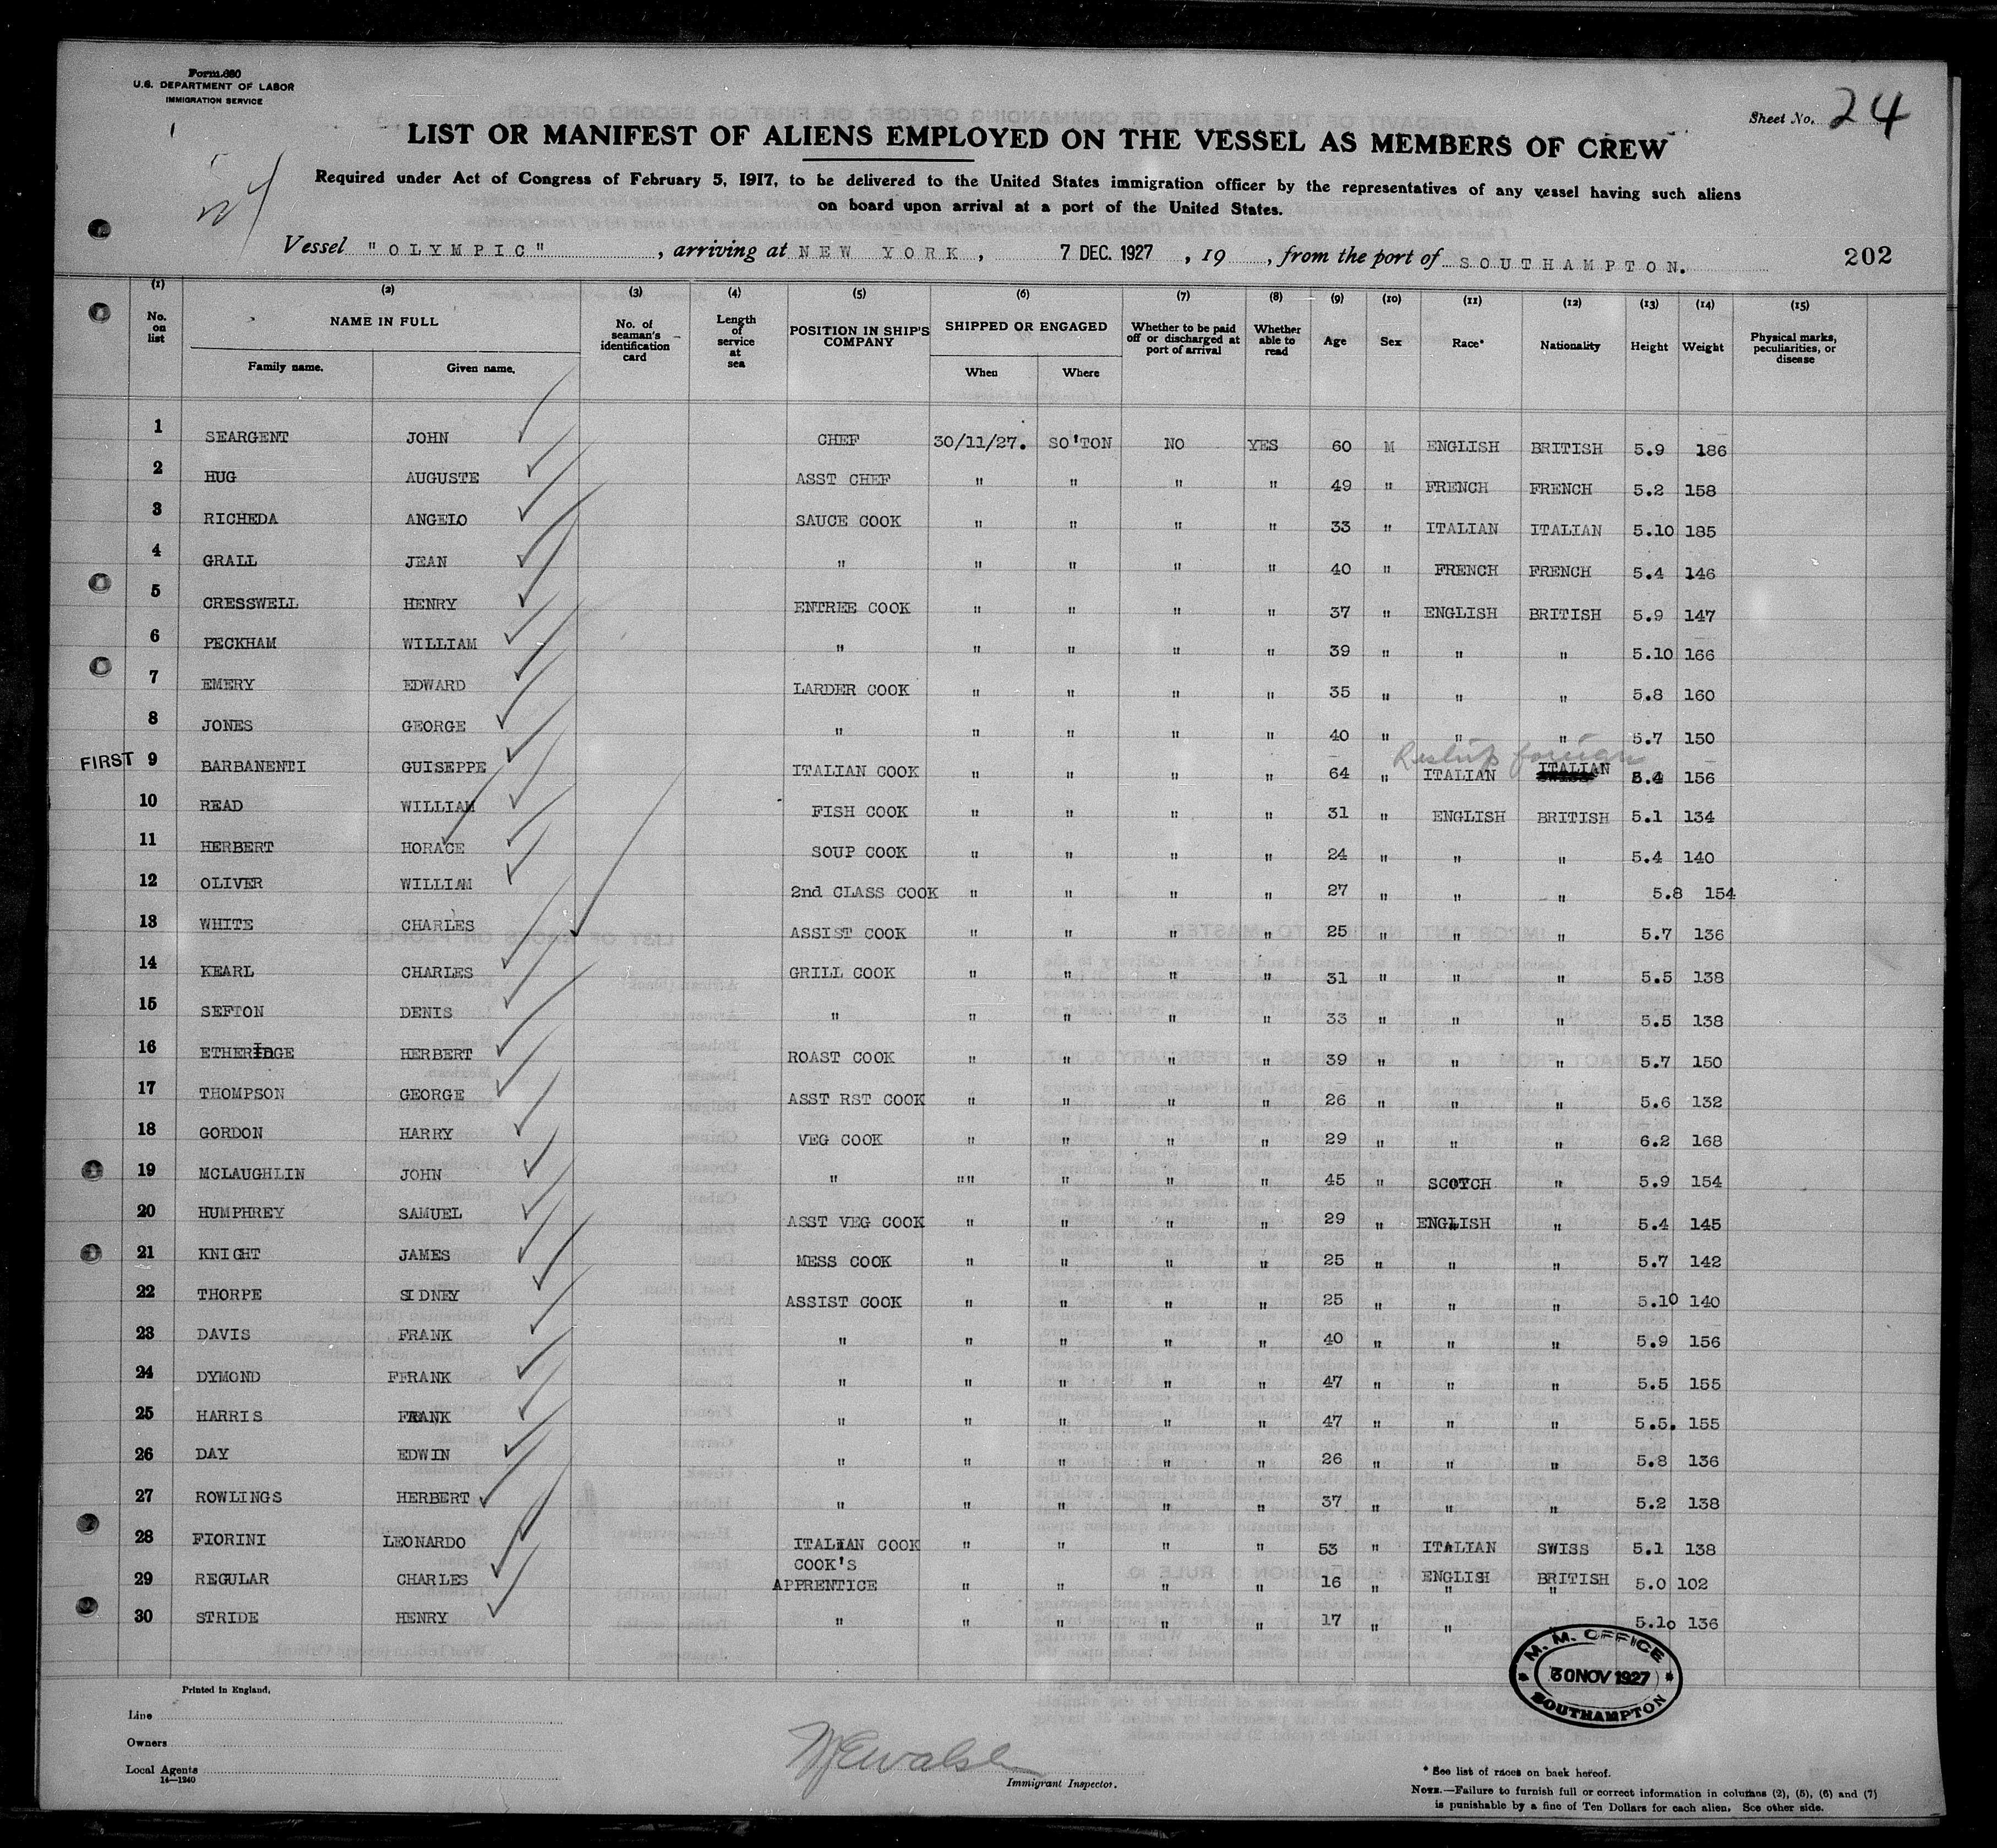 Form 680
U.S. DEPARTMENT OF LABOR
IMMIGRATION SERVICE
Sheet No. 24
LIST OR MANIFEST OF ALIENS EMPLOYED ON THE VESSEL AS MEMBERS OF CREW
Required under Act of Congress of February 5, 1917, to be delivered to the United States immigration officer by the representatives of any vessel having such aliens
on board upon arrival at a port of the United States.
Vessel "OLYMPIC", arriving at NEW YORK, 7 DEC. 1927, 19 , from the port of SOUTHAMPTON. 202
(1) (2) (3) (4) (5) (6) (7) (8) (9) (10) (11) (12) (13) (14) (15)
No. on list NAME IN FULL Family name. Given name. No. of seaman's identification card Length of service at sea POSITION IN SHIP'S COMPANY SHIPPED OR ENGAGED When Where Whether to be paid off or discharged at port of arrival Whether able to read Age Sex Race* Nationality Height Weight Physical marks, peculiarities, or disease
1 SEARGENT JOHN CHEF 30/11/27. SO'TON NO YES 60 M ENGLISH BRITISH 5.9 186
2 HUG AUGUSTE ASST CHEF " " " " 49 " FRENCH FRENCH 5.2 158
3 RICHEDA ANGELO SAUCE COOK " " " " 33 " ITALIAN ITALIAN 5.10 185
4 GRALL JEAN " " " " " 40 " FRENCH FRENCH 5.4 146
5 CRESSWELL HENRY ENTREE COOK " " " " 37 " ENGLISH BRITISH 5.9 147
6 PECKHAM WILLIAM " " " " " 39 " " " 5.10 166
7 EMERY EDWARD LARDER COOK " " " " 35 " " " 5.8 160
8 JONES GEORGE " " " " " 40 " " " 5.7 150
Reship foreign
FIRST 9 BARBANENTI GUISEPPE ITALIAN COOK " " " " 64 " ITALIAN ITALIAN 5.4 156
10 READ WILLIAM FISH COOK " " " " 31 " ENGLISH BRITISH 5.1 134
11 HERBERT HORACE SOUP COOK " " " " 24 " " " 5.4 140
12 OLIVER WILLIAM 2nd CLASS COOK " " " " 27 " " " 5.8 154
13 WHITE CHARLES ASSIST COOK " " " " 25 " " " 5.7 136
14 KEARL CHARLES GRILL COOK " " " " 31 " " " 5.5 138
15 SEFTON DENIS " " " " " 33 " " " 5.5 138
16 ETHERIDGE HERBERT ROAST COOK " " " " 39 " " " 5.7 150
17 THOMPSON GEORGE ASST RST COOK " " " " 26 " " " 5.6 132
18 GORDON HARRY VEG COOK " " " " 29 " " " 6.2 168
19 MCLAUGHLIN JOHN " "" " " " 45 " SCOTCH " 5.9 154
20 HUMPHREY SAMUEL ASST VEG COOK " " " " 29 " ENGLISH " 5.4 145
21 KNIGHT JAMES MESS COOK " " " " 25 " " " 5.7 142
22 THORPE SIDNEY ASSIST COOK " " " " 25 " " " 5.10 140
23 DAVIS FRANK " " " " " 40 " " " 5.9 156
24 DYMOND FFRANK " " " " " 47 " " " 5.5 155
25 HARRIS FRANK " " " " " 47 " " " 5.5. 155
26 DAY EDWIN " " " " " 26 " " " 5.8 136
27 ROWLINGS HERBERT " " " " " 37 " " " 5.2 138
28 FIORINI LEONARDO ITALIAN COOK " " " " 53 " ITALIAN SWISS 5.1 138
29 REGULAR CHARLES COOK'S APPRENTICE " " " " 16 " ENGLISH BRITISH 5.0 102
30 STRIDE HENRY " " " " " 17 " " " 5.10 136
M. M. OFFICE
30 NOV 1927
SOUTHAMPTON
Printed in England.
Line
Owners
Local Agents
14—1240
Immigrant Inspector.
* See list of races on back hereof.
NOTE.—Failure to furnish full or correct information in columns (2), (5), (6) and (7)
is punishable by a fine of Ten Dollars for each alien. See other side.